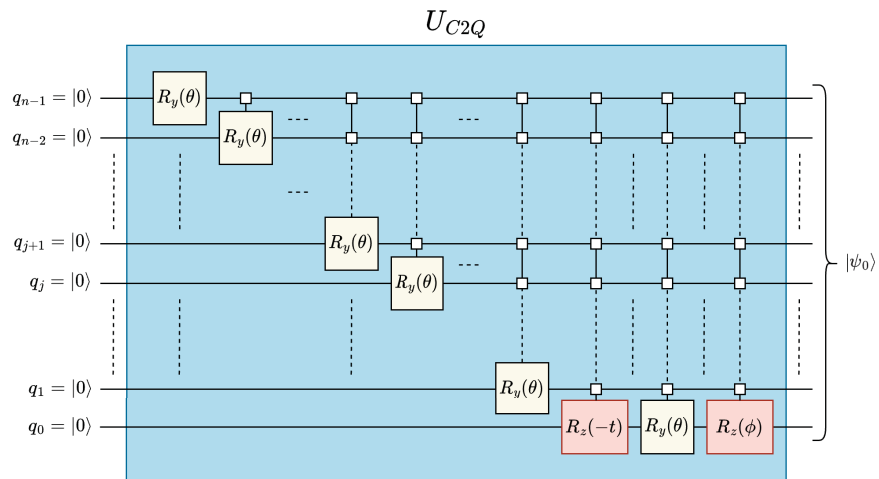 U_{C2Q}
q_{n-1} = |0⟩ R_y(θ)
q_{n-2} = |0⟩ R_y(θ)
q_{j+1} = |0⟩ R_y(θ)
|ψ_0⟩
q_j = |0⟩ R_y(θ)
q_1 = |0⟩ R_y(θ)
q_0 = |0⟩ R_z(-t) R_y(θ) R_z(ϕ)